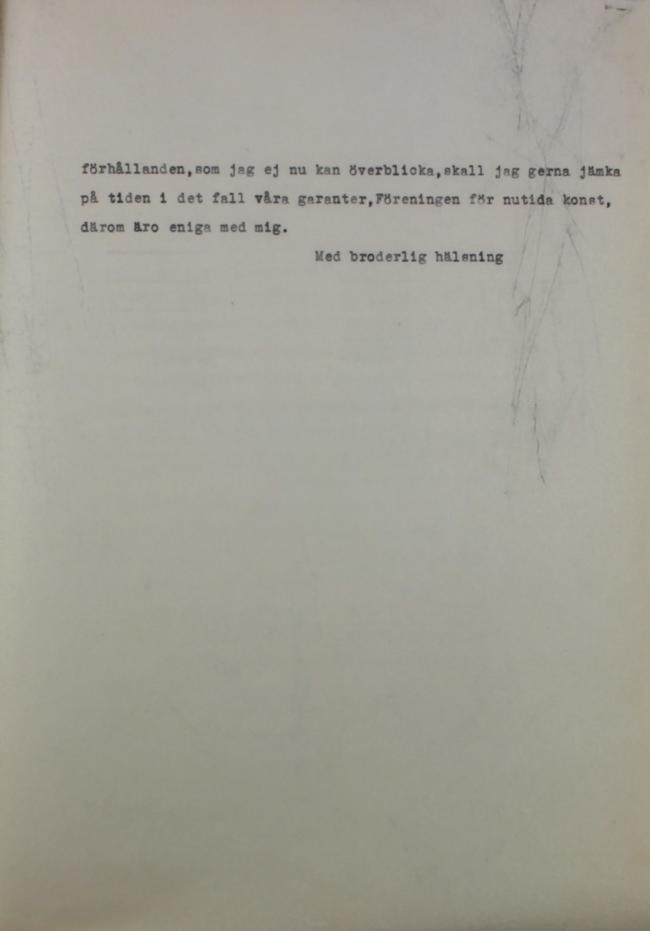 förhållanden,som jag ej nu kan överblicka,skall jag gerna jämka
på tiden i det fall våra garanter,Föreningen för nutida konst,
därom äro eniga med mig.
Med broderlig hälsning